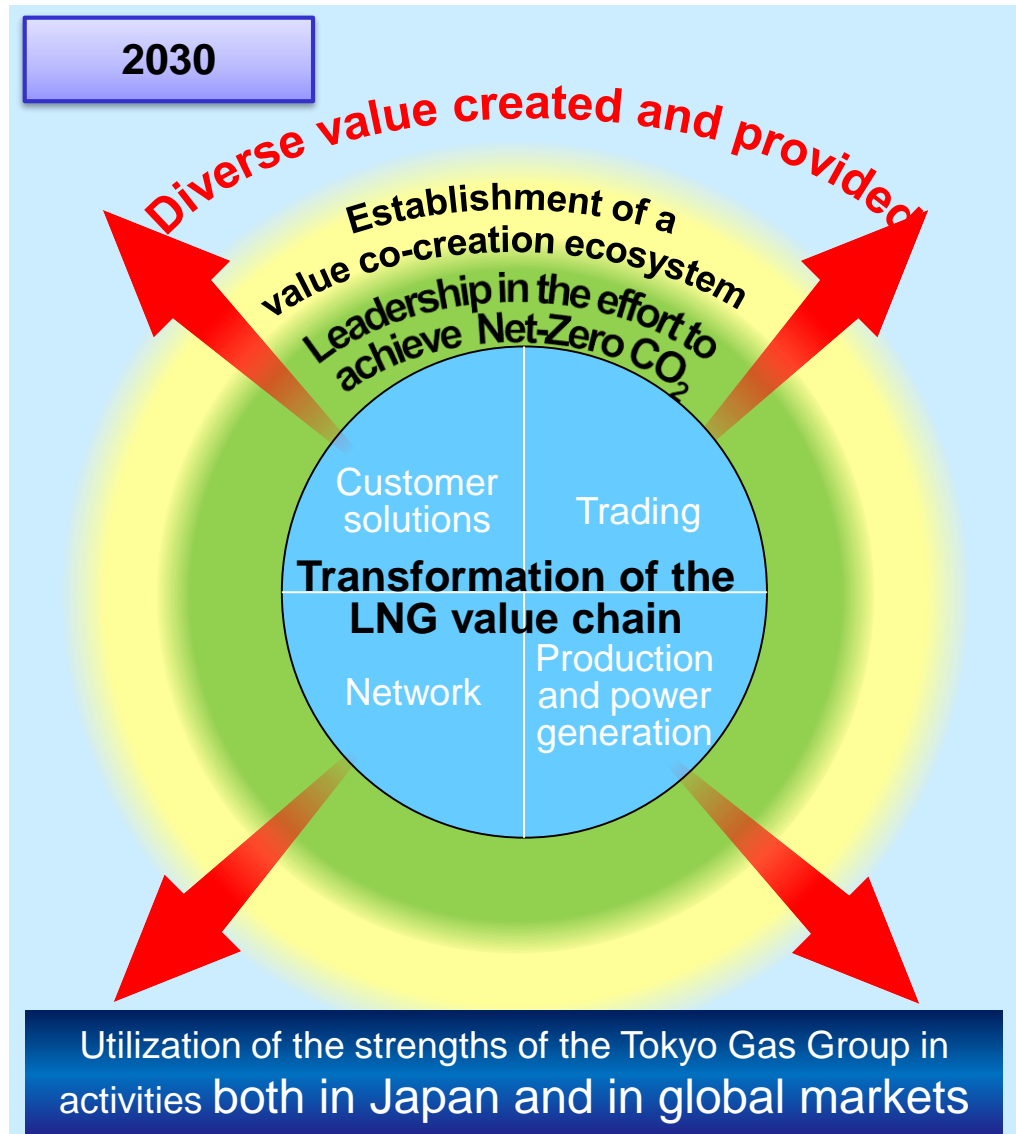 2030
Diverse value created and provided
Establishment of a
value co-creation ecosystem
Leadership in the effort to
achieve Net-Zero CO₂
Customer
solutions
Trading
Transformation of the
LNG value chain
Network
Production
and power
generation
Utilization of the strengths of the Tokyo Gas Group in
activities both in Japan and in global markets